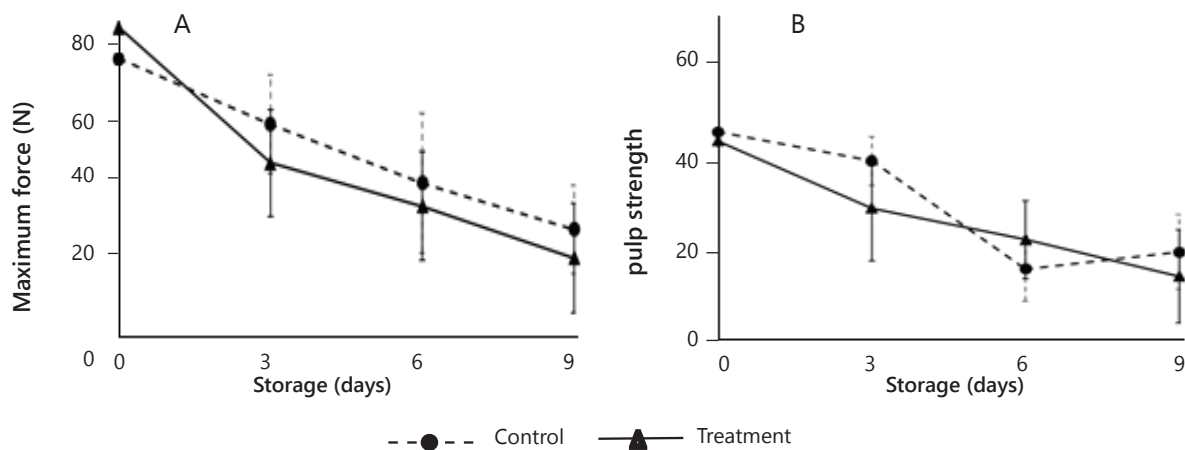 A
Maximum force (N)
80
60
40
20
0
0 3 6 9
Storage (days)
B
pulp strength
60
40
20
0
0 3 6 9
Storage (days)
Control Treatment